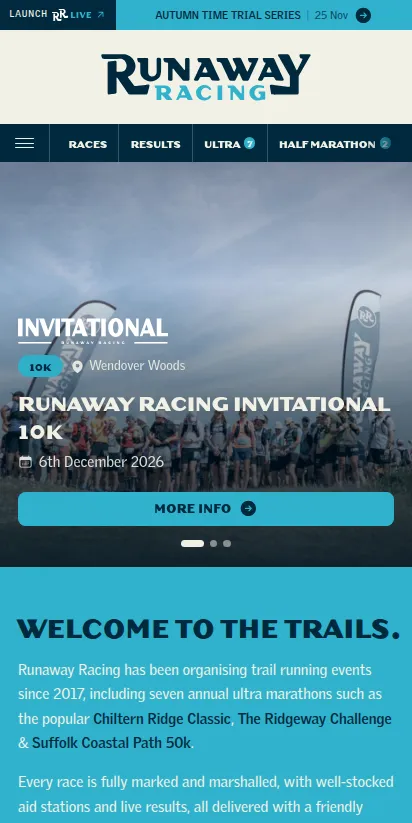 LAUNCH RR LIVE
AUTUMN TIME TRIAL SERIES | 25 Nov
RUNAWAY
RACING
RACES RESULTS ULTRA 7 HALF MARATHON 2
INVITATIONAL
RUNAWAY RACING
10K Wendover Woods
RUNAWAY RACING INVITATIONAL
10K
6th December 2026
MORE INFO
WELCOME TO THE TRAILS.
Runaway Racing has been organising trail running events
since 2017, including seven annual ultra marathons such as
the popular Chiltern Ridge Classic, The Ridgeway Challenge
& Suffolk Coastal Path 50k.
Every race is fully marked and marshalled, with well-stocked
aid stations and live results, all delivered with a friendly